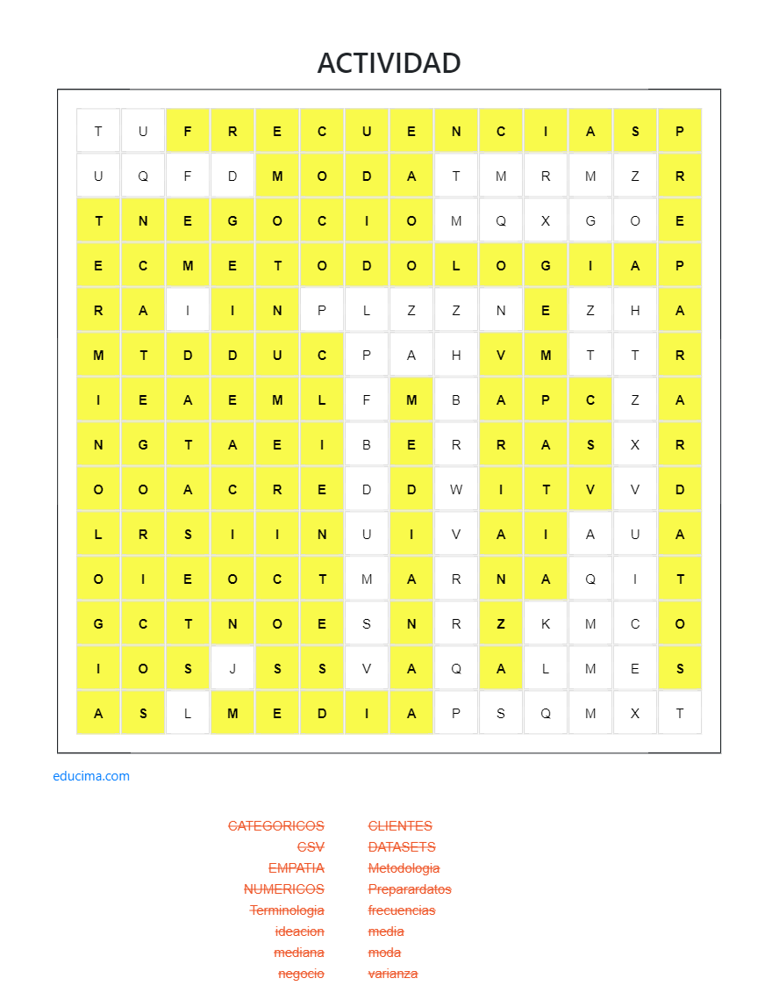 ACTIVIDAD
T U F R E C U E N C I A S P
U Q F D M O D A T M R M Z R
T N E G O C I O M Q X G O E
E C M E T O D O L O G I A P
R A I I N P L Z Z N E Z H A
M T D D U C P A H V M T T R
I E A E M L F M B A P C Z A
N G T A E I B E R R A S X R
O O A C R E D D W I T V V D
L R S I I N U I V A I A U A
O I E O C T M A R N A Q I T
G C T N O E S N R Z K M C O
I O S J S S V A Q A L M E S
A S L M E D I A P S Q M X T
educima.com
CATEGORICOS CLIENTES
CSV DATASETS
EMPATIA Metodologia
NUMERICOS Preparardatos
Terminologia frecuencias
ideacion media
mediana moda
negocio varianza